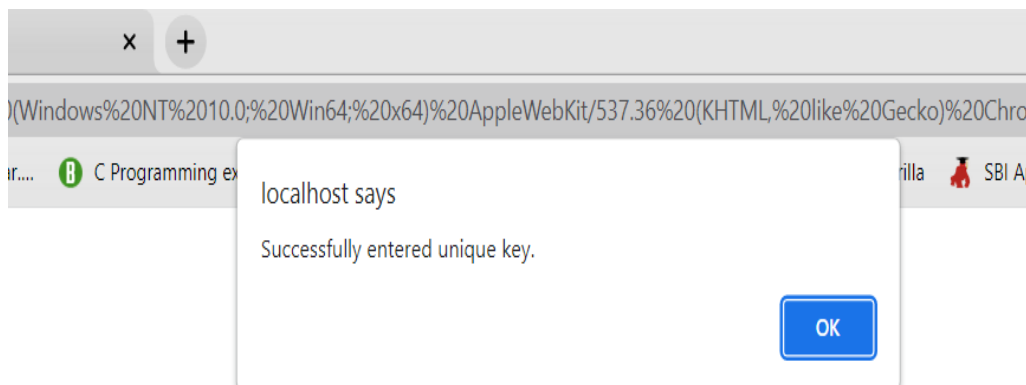 )(Windows%20NT%2010.0;%20Win64;%20x64)%20AppleWebKit/537.36%20(KHTML,%20like%20Gecko)%20Chro
ar.... C Programming ex rilla SBI A
localhost says
Successfully entered unique key.
OK